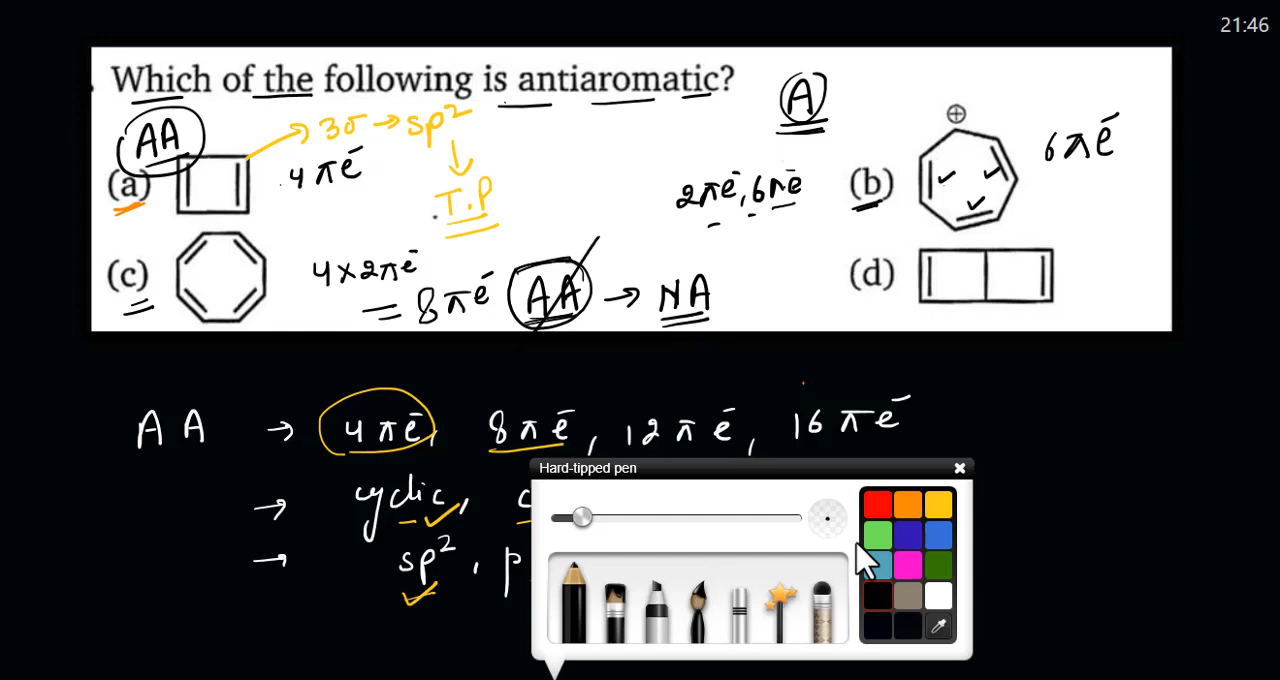 21:46
Which of the following is antiaromatic?
A
AA
3σ → sp²
(a)
4πē
T.P
2πē, 6πē
(b)
⊕
6πē
(c)
4×2πē
= 8πē
AA → NA
(d)
AA → 4πē, 8πē, 12πē, 16πē
→ cyclic, c
→ sp², p
Hard-tipped pen